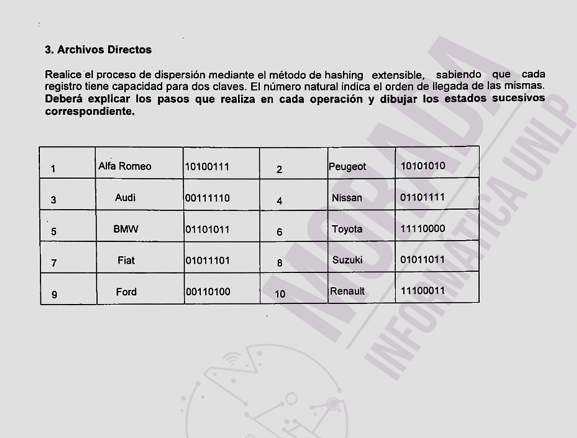 3. Archivos Directos
Realice el proceso de dispersión mediante el método de hashing extensible, sabiendo que cada
registro tiene capacidad para dos claves. El número natural indica el orden de llegada de las mismas.
Deberá explicar los pasos que realiza en cada operación y dibujar los estados sucesivos
correspondiente.
1 Alfa Romeo 10100111 2 Peugeot 10101010
3 Audi 00111110 4 Nissan 01101111
5 BMW 01101011 6 Toyota 11110000
7 Fiat 01011101 8 Suzuki 01011011
9 Ford 00110100 10 Renault 11100011
MORADA
INFORMÁTICA UNLP